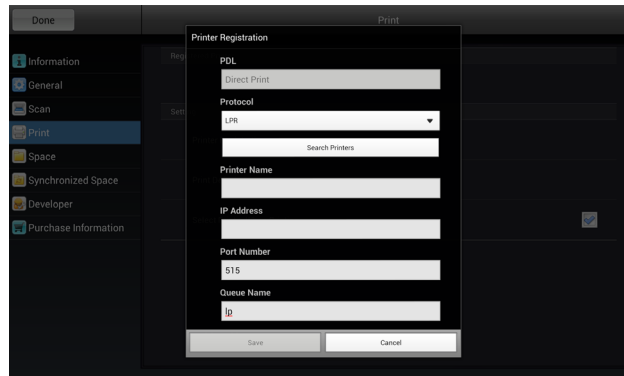 Done
Print
Information
General
Scan
Print
Space
Synchronized Space
Developer
Purchase Information
Printer Registration
PDL
Direct Print
Protocol
LPR
Search Printers
Printer Name
IP Address
Port Number
515
Queue Name
lp
Save
Cancel